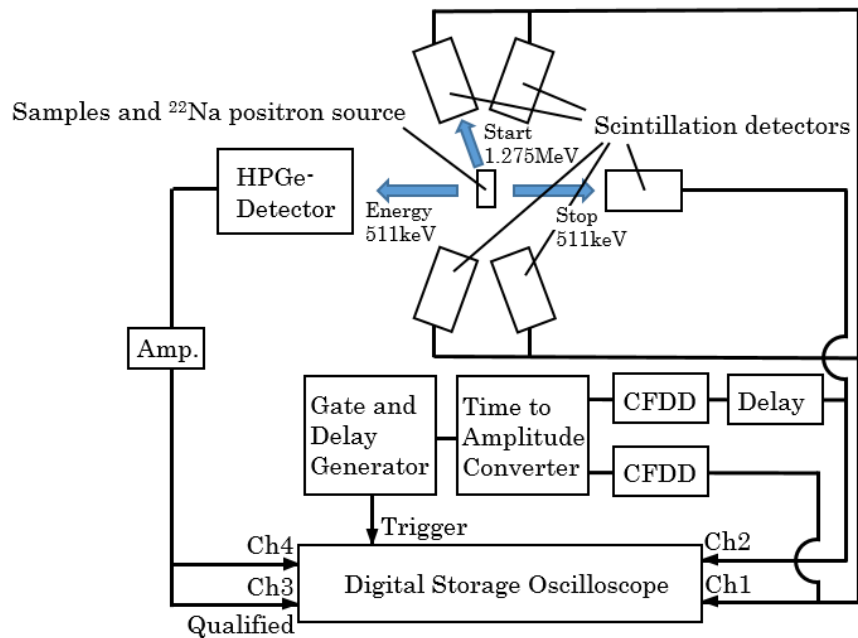 Samples and ²²Na positron source
Start
1.275MeV
Scintillation detectors
HPGe-
Detector
Energy
511keV
Stop
511keV
Amp.
Gate and
Delay
Generator
Time to
Amplitude
Converter
CFDD
Delay
CFDD
Trigger
Ch4
Ch3
Qualified
Digital Storage Oscilloscope
Ch2
Ch1